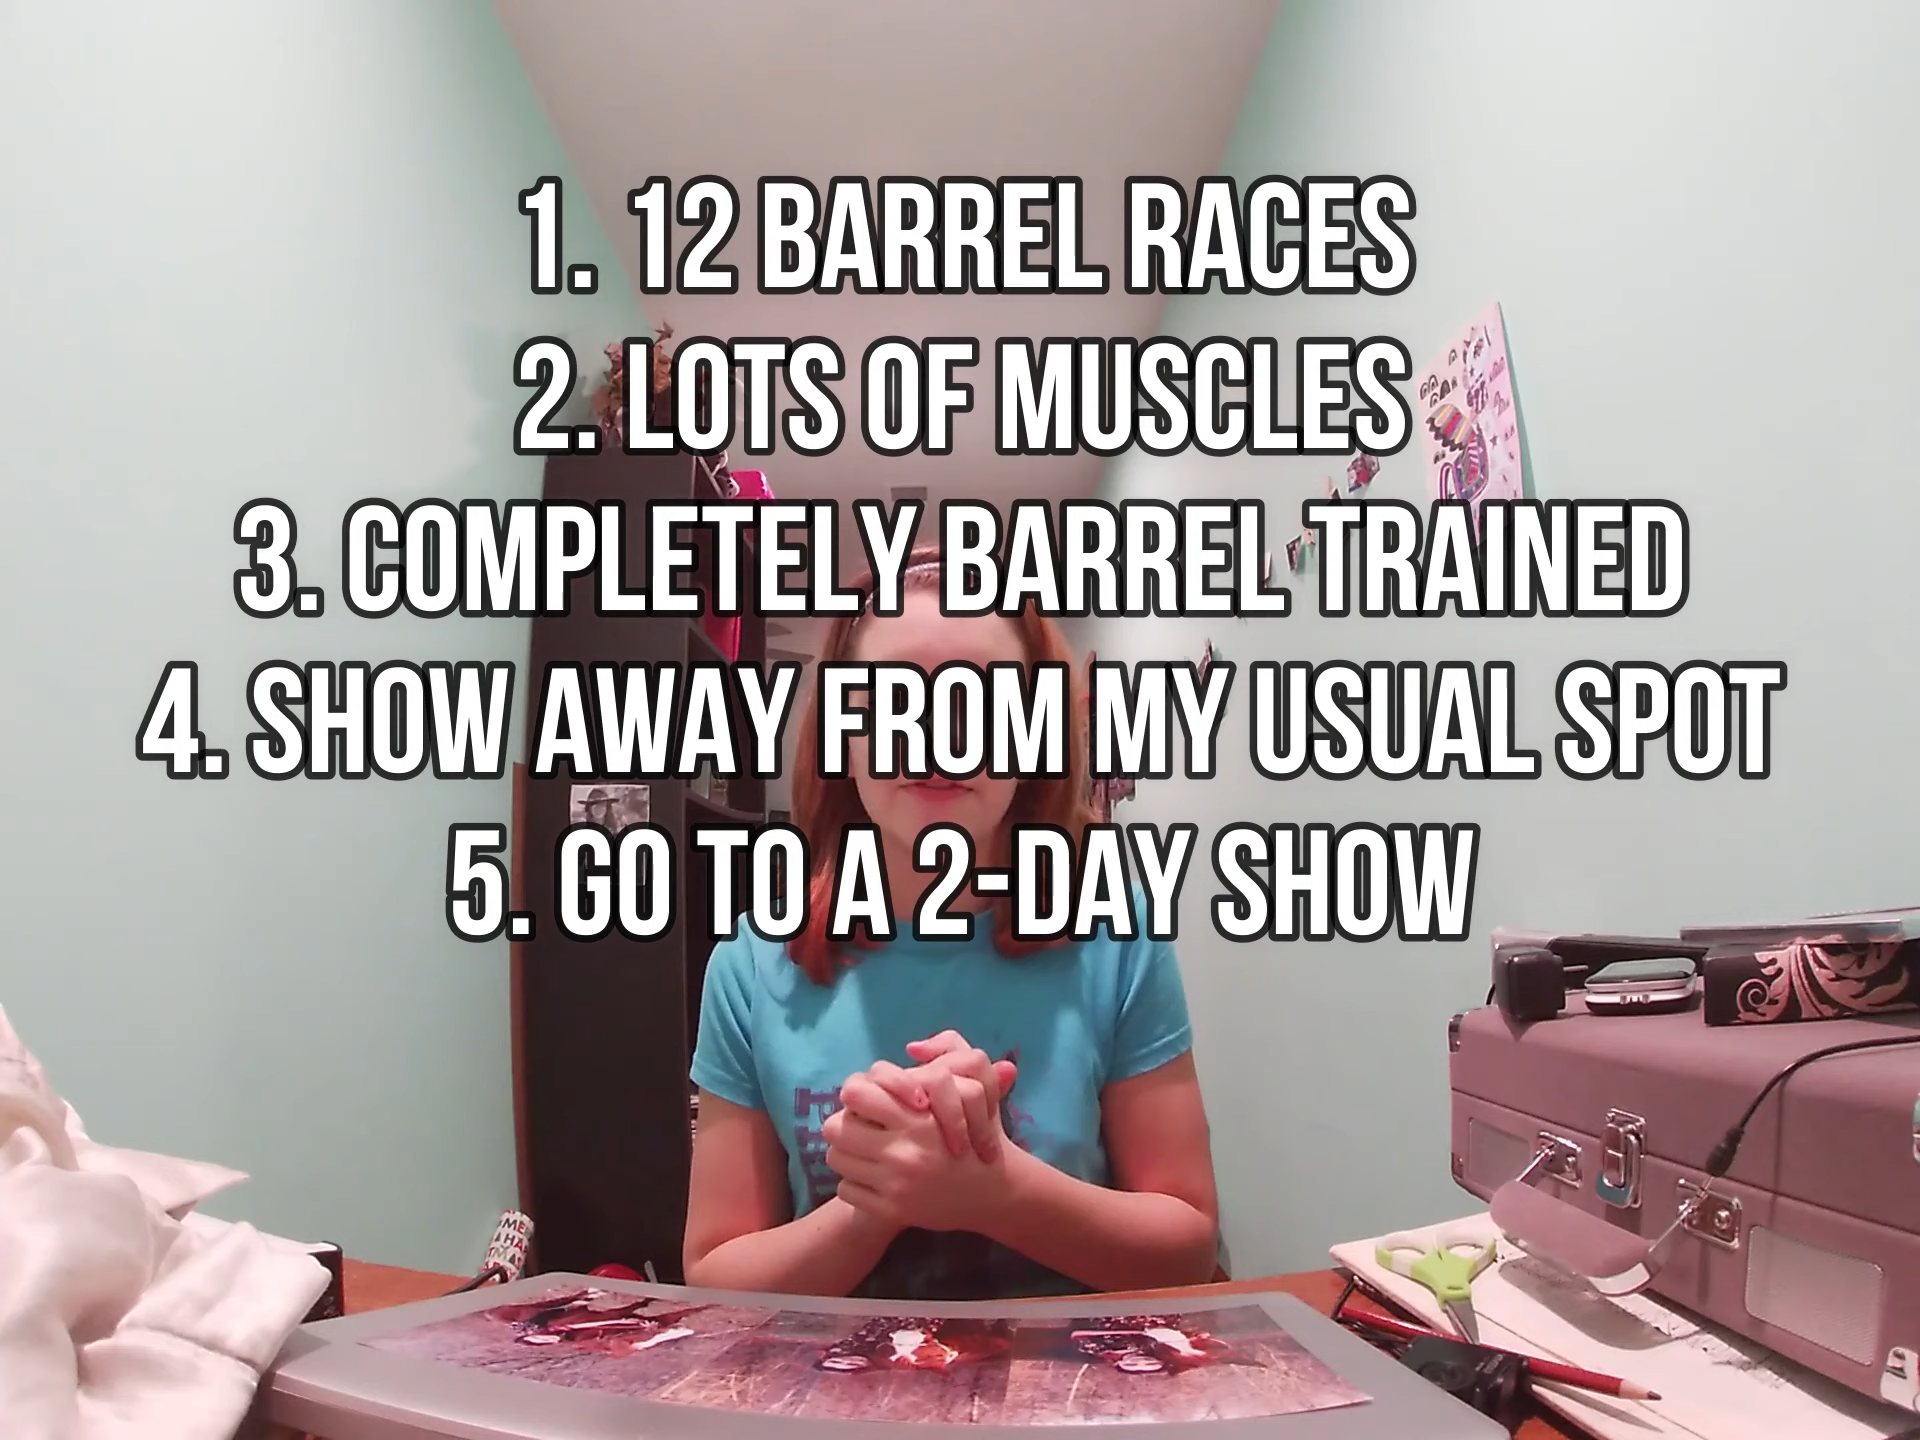 1. 12 BARREL RACES
2. LOTS OF MUSCLES
3. COMPLETELY BARREL TRAINED
4. SHOW AWAY FROM MY USUAL SPOT
5. GO TO A 2-DAY SHOW